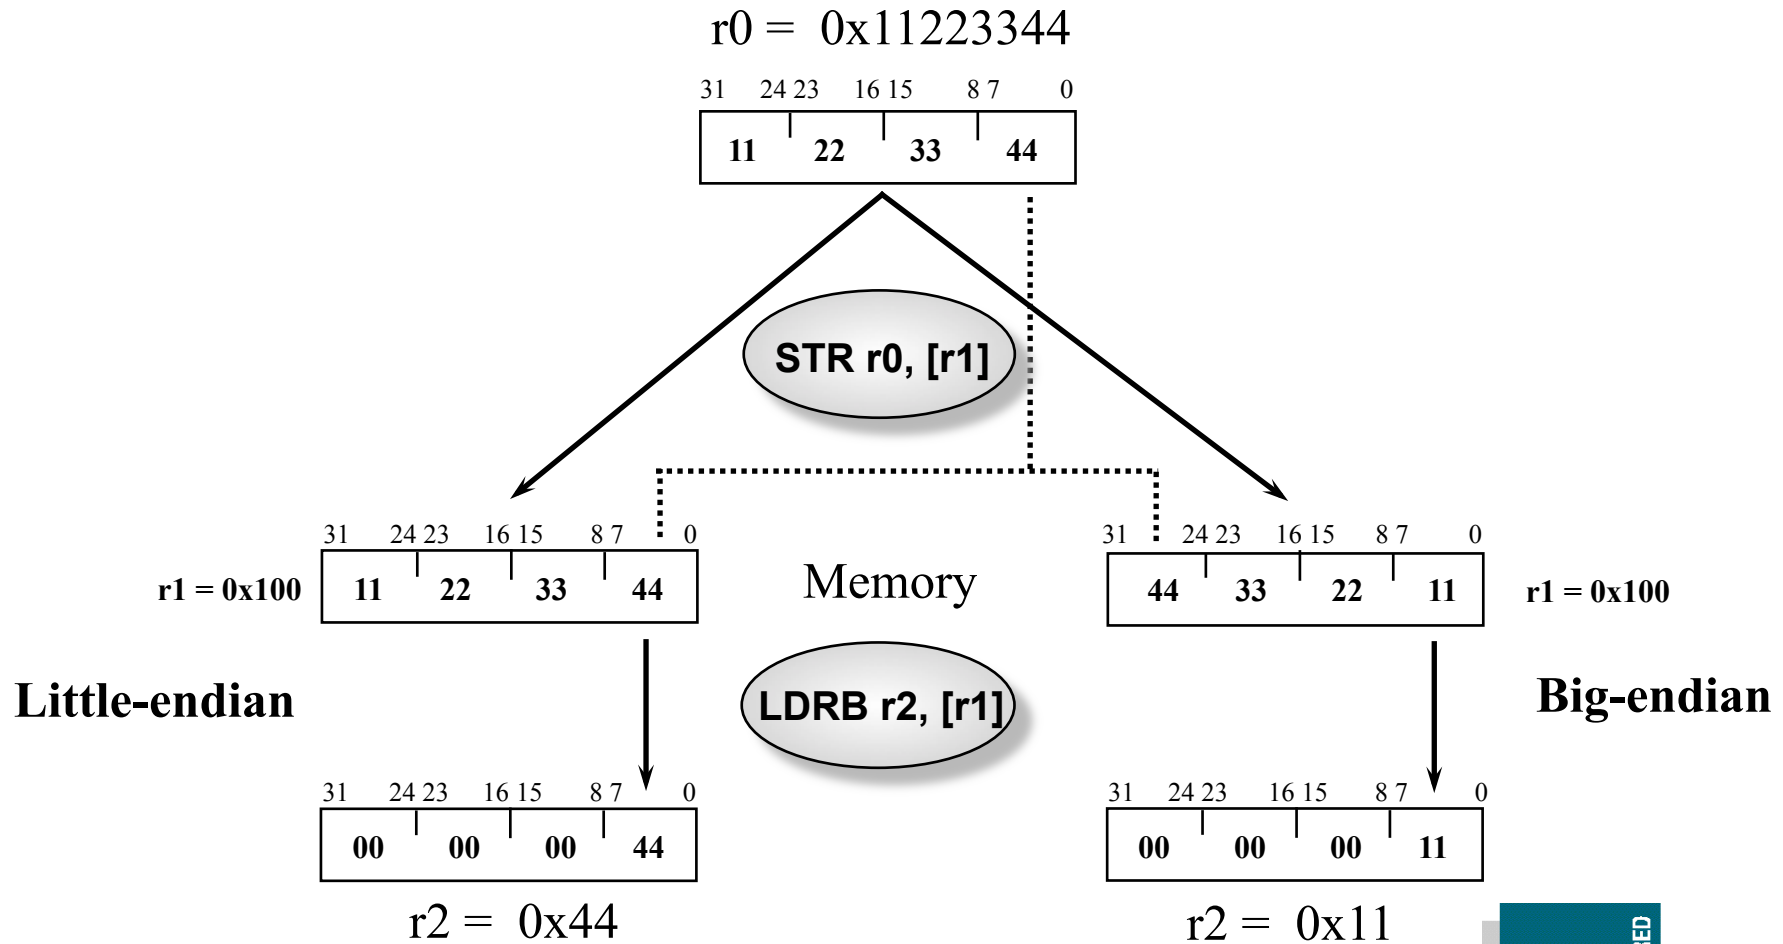 r0 = 0x11223344
31 24 23 16 15 8 7 0
11 22 33 44
STR r0, [r1]
31 24 23 16 15 8 7 0
31 24 23 16 15 8 7 0
r1 = 0x100 11 22 33 44
Memory
44 33 22 11 r1 = 0x100
Little-endian
LDRB r2, [r1]
Big-endian
31 24 23 16 15 8 7 0
31 24 23 16 15 8 7 0
00 00 00 44
00 00 00 11
r2 = 0x44
r2 = 0x11